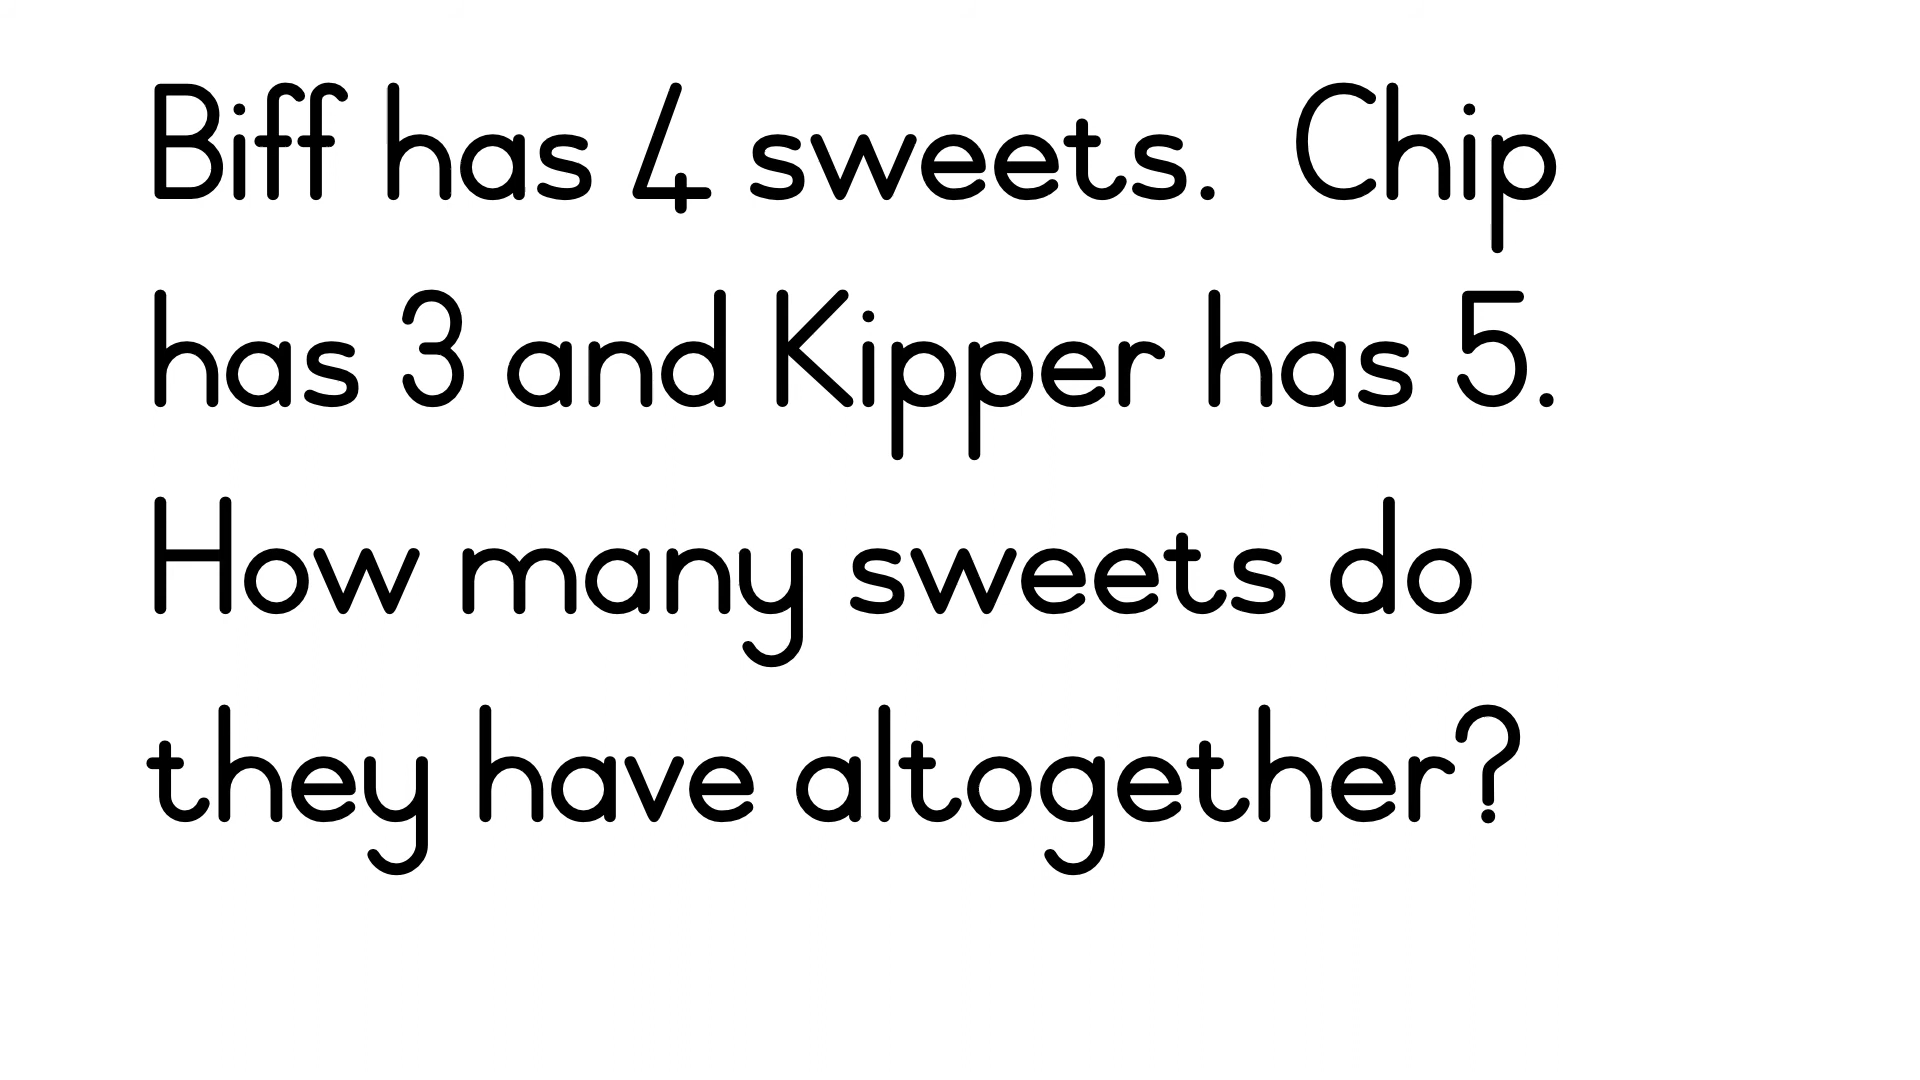 Biff has 4 sweets.  Chip
has 3 and Kipper has 5.
How many sweets do
they have altogether?